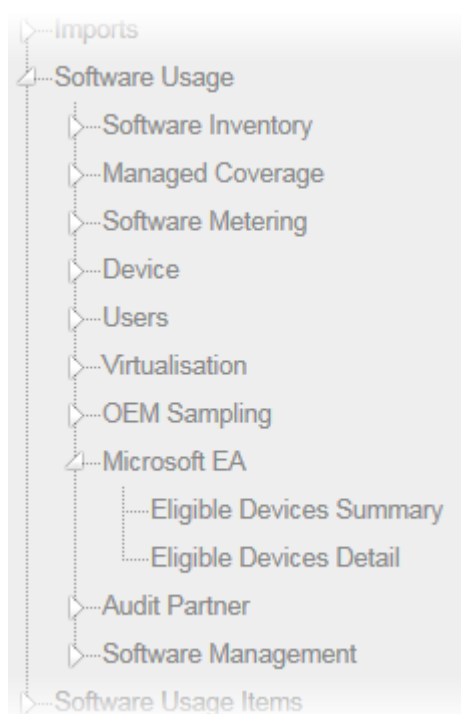 Imports
Software Usage
Software Inventory
Managed Coverage
Software Metering
Device
Users
Virtualisation
OEM Sampling
Microsoft EA
Eligible Devices Summary
Eligible Devices Detail
Audit Partner
Software Management
Software Usage Items